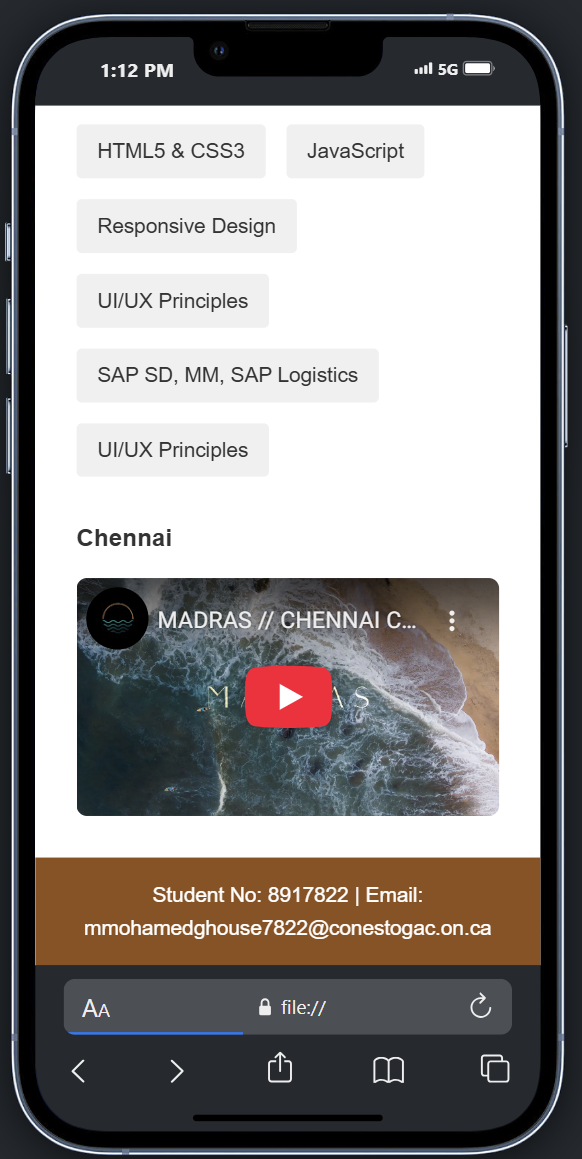 1:12 PM 5G
HTML5 & CSS3 JavaScript
Responsive Design
UI/UX Principles
SAP SD, MM, SAP Logistics
UI/UX Principles
Chennai
MADRAS // CHENNAI C...
Student No: 8917822 | Email:
mmohamedghouse7822@conestogac.on.ca
AA file://